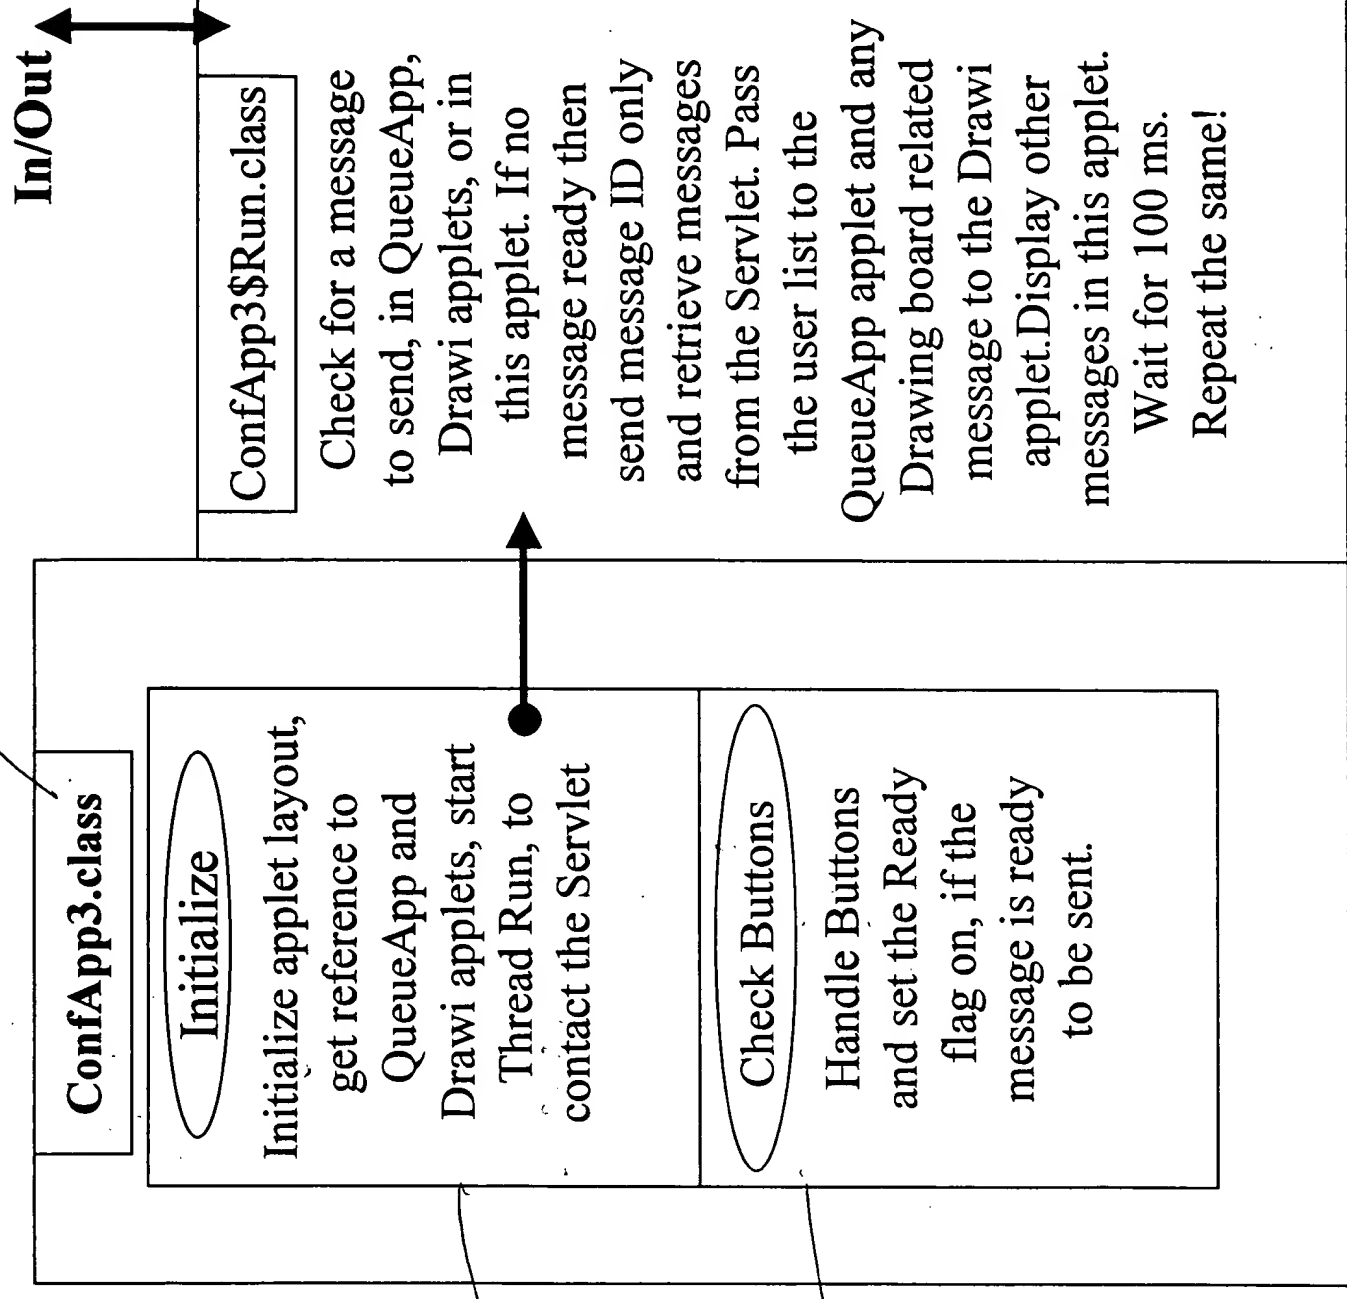 In/Out
ConfApp3.class
Initialize
Initialize applet layout,
get reference to
QueueApp and
Drawi applets, start
Thread Run, to
contact the Servlet
Check Buttons
Handle Buttons
and set the Ready
flag on, if the
message is ready
to be sent.
ConfApp3$Run.class
Check for a message
to send, in QueueApp,
Drawi applets, or in
this applet. If no
message ready then
send message ID only
and retrieve messages
from the Servlet. Pass
the user list to the
QueueApp applet and any
Drawing board related
message to the Drawi
applet.Display other
messages in this applet.
Wait for 100 ms.
Repeat the same!